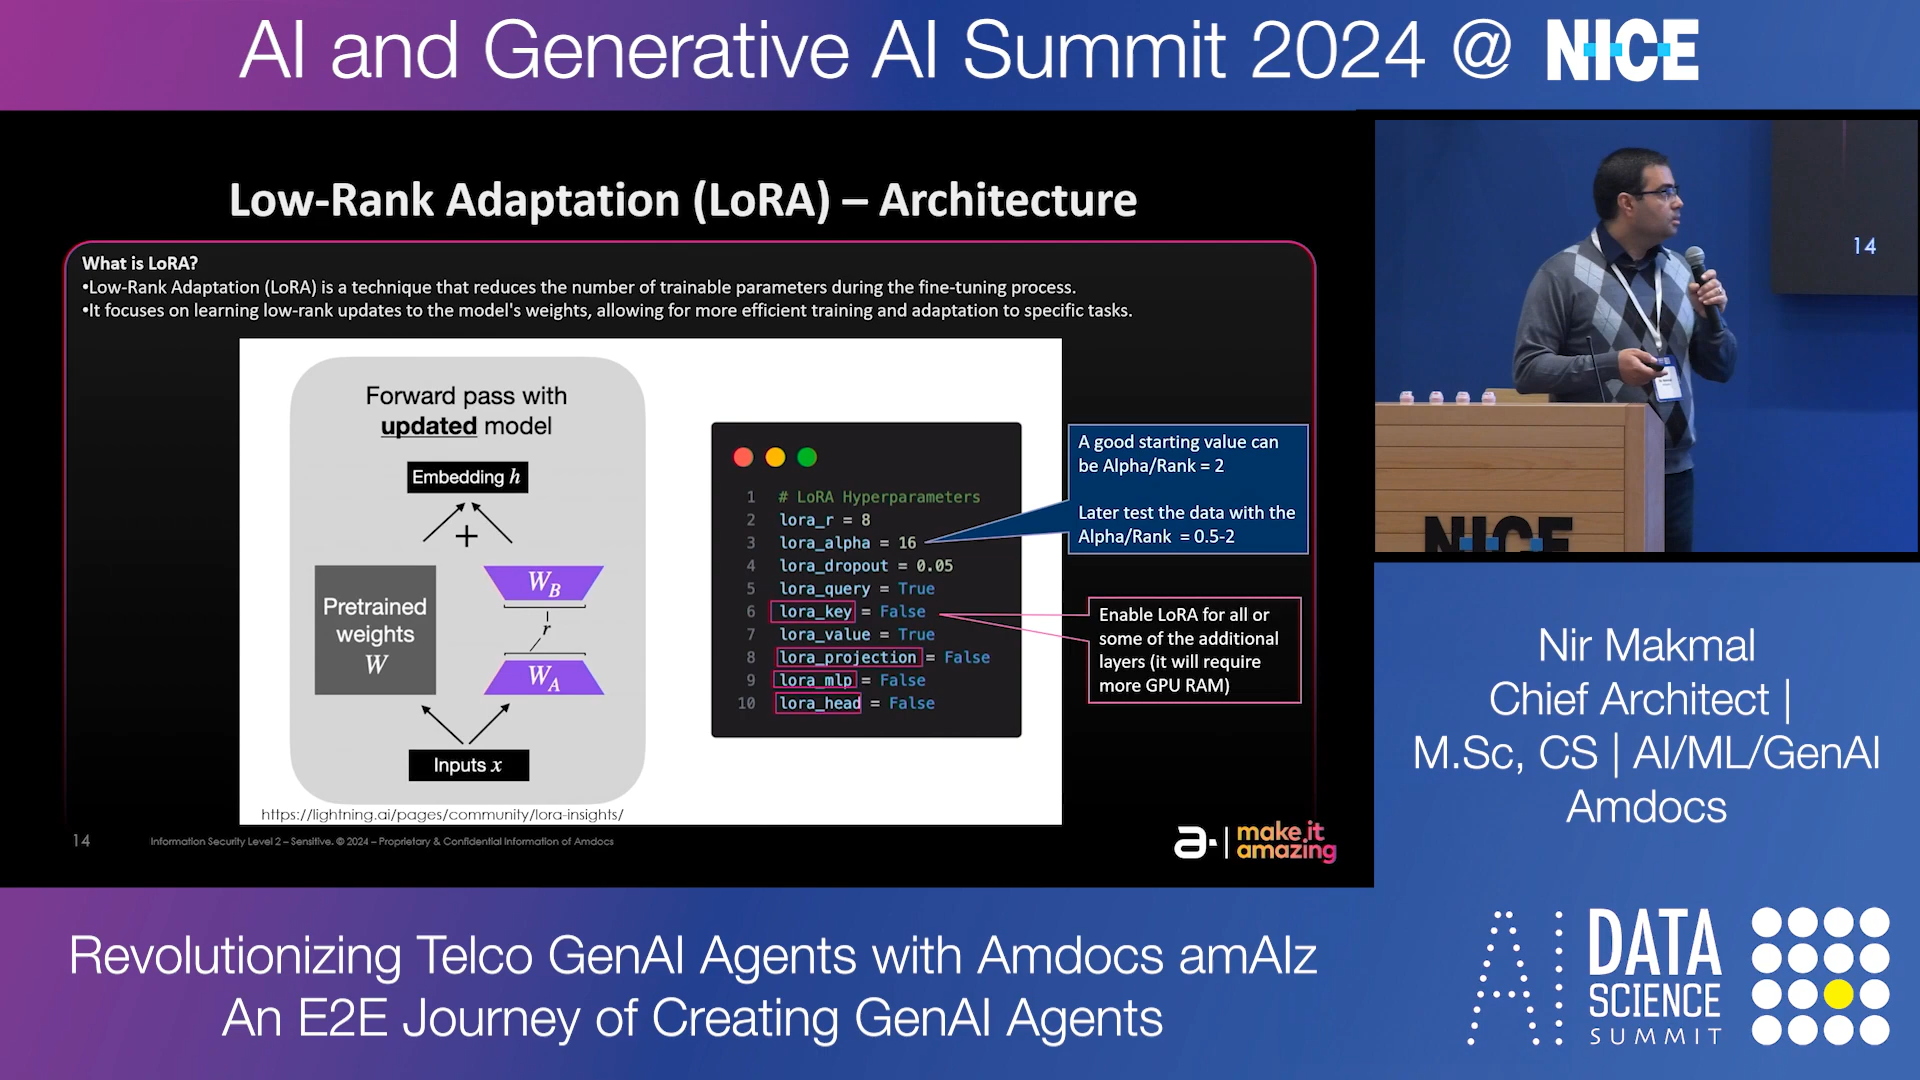 AI and Generative AI Summit 2024 @ NICE
Low-Rank Adaptation (LoRA) – Architecture
What is LoRA?
•Low-Rank Adaptation (LoRA) is a technique that reduces the number of trainable parameters during the fine-tuning process.
•It focuses on learning low-rank updates to the model's weights, allowing for more efficient training and adaptation to specific tasks.
Forward pass with
updated model
Embedding h
+
Pretrained
weights
W
W_B
r
W_A
Inputs x
https://lightning.ai/pages/community/lora-insights/
1 # LoRA Hyperparameters
2 lora_r = 8
3 lora_alpha = 16
4 lora_dropout = 0.05
5 lora_query = True
6 lora_key = False
7 lora_value = True
8 lora_projection = False
9 lora_mlp = False
10 lora_head = False
A good starting value can
be Alpha/Rank = 2
Later test the data with the
Alpha/Rank = 0.5-2
Enable LoRA for all or
some of the additional
layers (it will require
more GPU RAM)
14
Information Security Level 2 – Sensitive. © 2024 – Proprietary & Confidential Information of Amdocs
a
make it
amazing
14
NICE
Nir Makmal
Chief Architect |
M.Sc, CS | AI/ML/GenAI
Amdocs
Revolutionizing Telco GenAI Agents with Amdocs amAIz
An E2E Journey of Creating GenAI Agents
AI
DATA
SCIENCE
SUMMIT